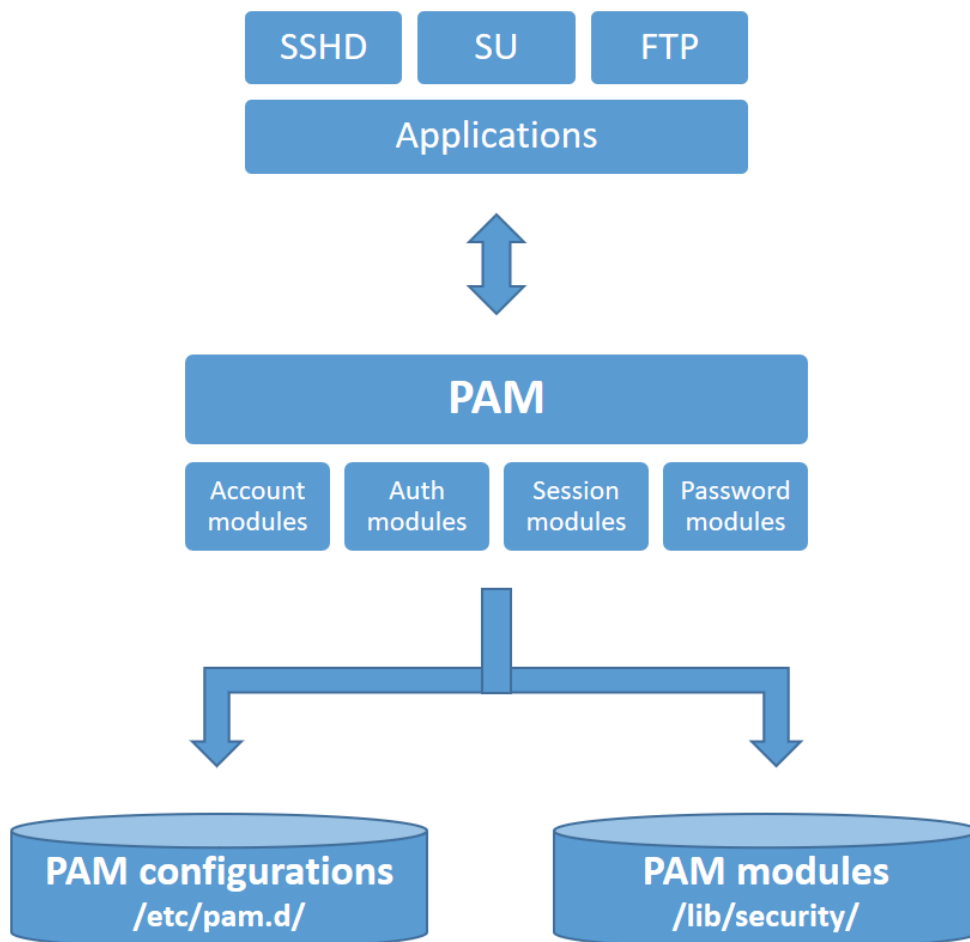 SSHD SU FTP
Applications
PAM
Account Auth Session Password
modules modules modules modules
PAM configurations PAM modules
/etc/pam.d/ /lib/security/